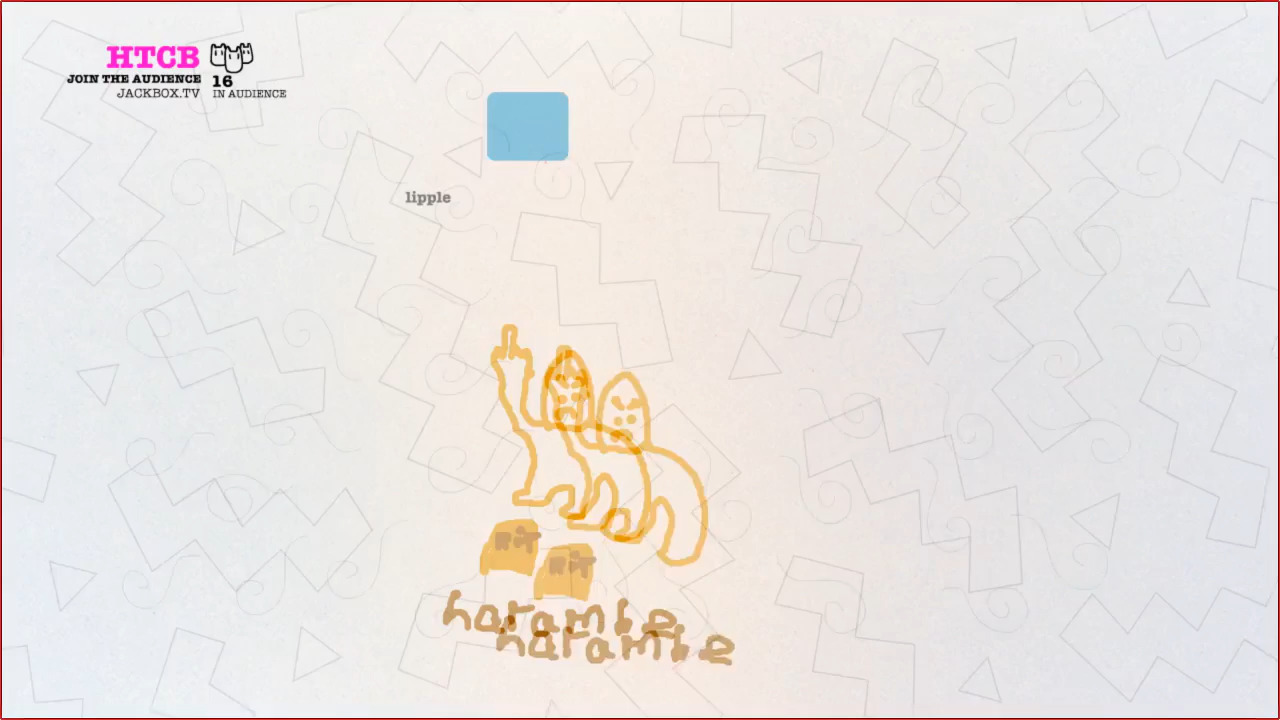 HTCB
JOIN THE AUDIENCE
JACKBOX.TV
16
IN AUDIENCE
lipple
harambe
harambe